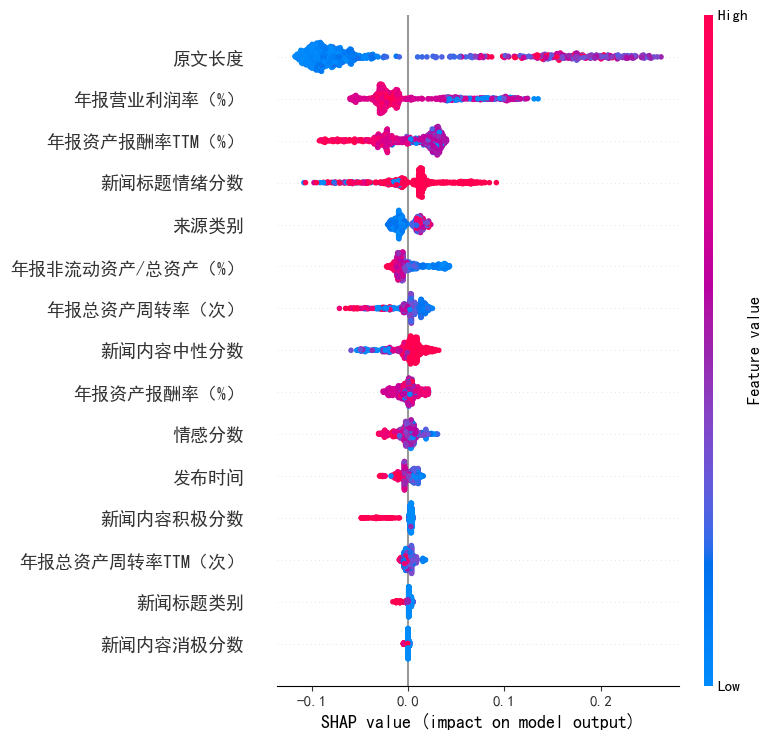 High
原文长度
年报营业利润率（%）
年报资产报酬率TTM（%）
新闻标题情绪分数
来源类别
年报非流动资产/总资产（%）
年报总资产周转率（次）
新闻内容中性分数
年报资产报酬率（%）
情感分数
发布时间
新闻内容积极分数
年报总资产周转率TTM（次）
新闻标题类别
新闻内容消极分数
Low
Feature value
-0.1 0.0 0.1 0.2
SHAP value (impact on model output)